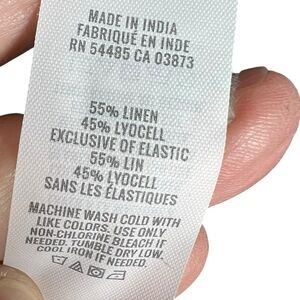 MADE IN INDIA
FABRIQUÉ EN INDE
RN 54485 CA 03873
55% LINEN
45% LYOCELL
EXCLUSIVE OF ELASTIC
55% LIN
45% LYOCELL
SANS LES ÉLASTIQUES
MACHINE WASH COLD WITH
LIKE COLORS. USE ONLY
NON-CHLORINE BLEACH IF
NEEDED. TUMBLE DRY LOW.
COOL IRON IF NEEDED.